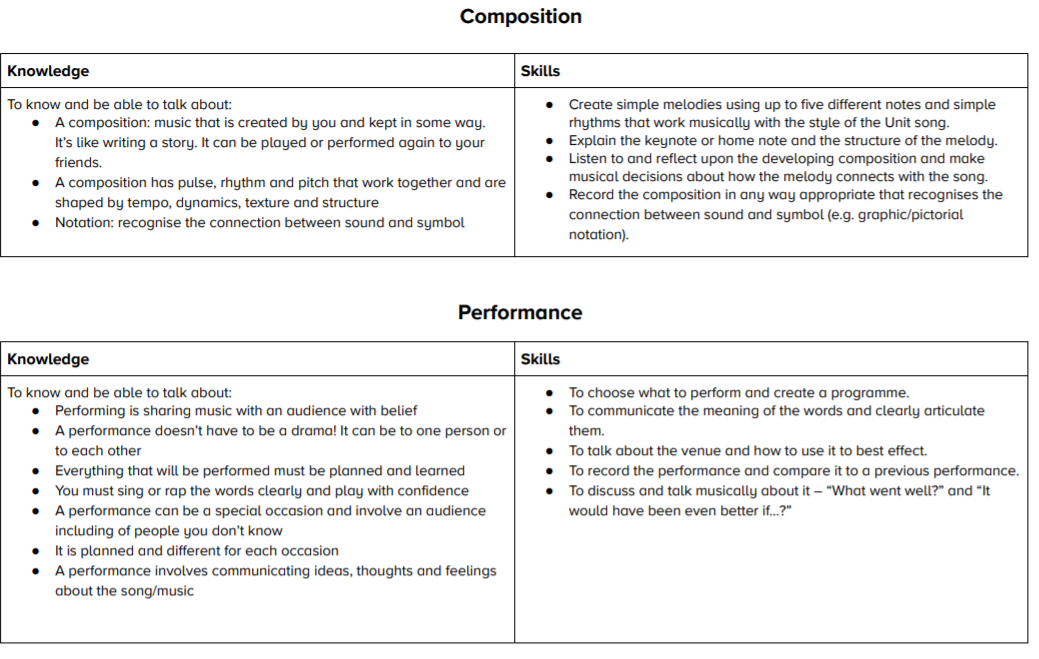 Composition
Knowledge
To know and be able to talk about:
● A composition: music that is created by you and kept in some way.
It's like writing a story. It can be played or performed again to your
friends.
● A composition has pulse, rhythm and pitch that work together and are
shaped by tempo, dynamics, texture and structure
● Notation: recognise the connection between sound and symbol
Skills
● Create simple melodies using up to five different notes and simple
rhythms that work musically with the style of the Unit song.
● Explain the keynote or home note and the structure of the melody.
● Listen to and reflect upon the developing composition and make
musical decisions about how the melody connects with the song.
● Record the composition in any way appropriate that recognises the
connection between sound and symbol (e.g. graphic/pictorial
notation).
Performance
Knowledge
To know and be able to talk about:
● Performing is sharing music with an audience with belief
● A performance doesn't have to be a drama! It can be to one person or
to each other
● Everything that will be performed must be planned and learned
● You must sing or rap the words clearly and play with confidence
● A performance can be a special occasion and involve an audience
including of people you don't know
● It is planned and different for each occasion
● A performance involves communicating ideas, thoughts and feelings
about the song/music
Skills
● To choose what to perform and create a programme.
● To communicate the meaning of the words and clearly articulate
them.
● To talk about the venue and how to use it to best effect.
● To record the performance and compare it to a previous performance.
● To discuss and talk musically about it – "What went well?" and "It
would have been even better if...?"